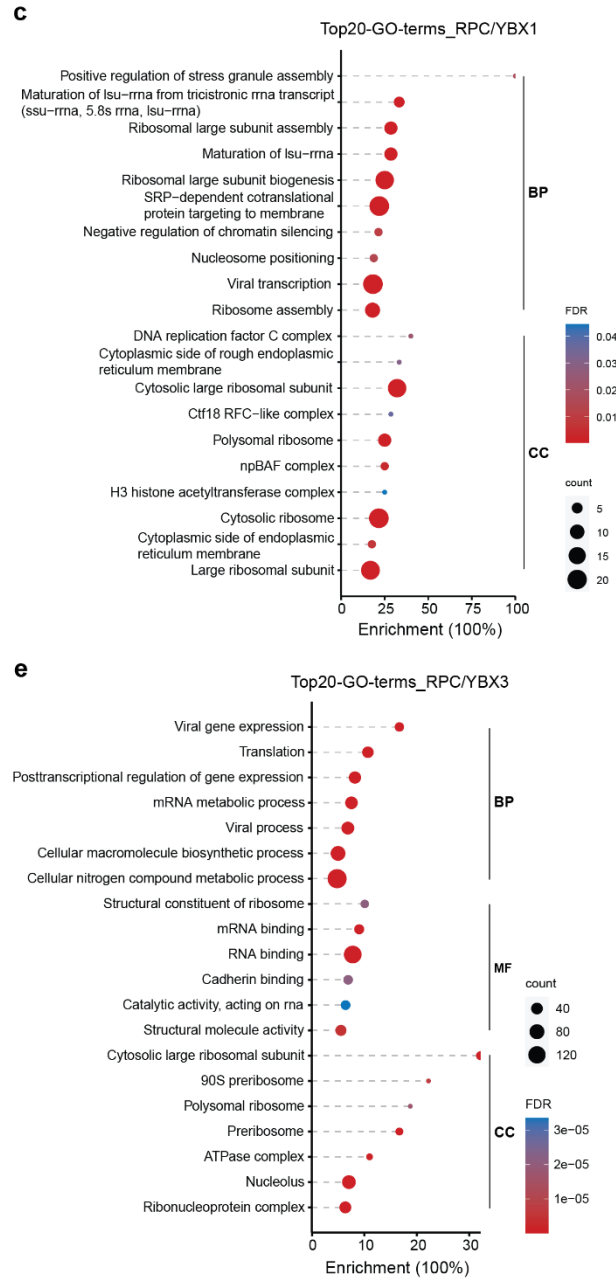 c
Top20-GO-terms_RPC/YBX1
Positive regulation of stress granule assembly
Maturation of lsu−rrna from tricistronic rrna transcript
(ssu−rrna, 5.8s rrna, lsu−rrna)
Ribosomal large subunit assembly
Maturation of lsu−rrna
Ribosomal large subunit biogenesis
SRP−dependent cotranslational
protein targeting to membrane
Negative regulation of chromatin silencing
Nucleosome positioning
Viral transcription
Ribosome assembly
DNA replication factor C complex
Cytoplasmic side of rough endoplasmic
reticulum membrane
Cytosolic large ribosomal subunit
Ctf18 RFC−like complex
Polysomal ribosome
npBAF complex
H3 histone acetyltransferase complex
Cytosolic ribosome
Cytoplasmic side of endoplasmic
reticulum membrane
Large ribosomal subunit
BP
CC
0 25 50 75 100
Enrichment (100%)
FDR
0.04
0.03
0.02
0.01
count
5
10
15
20
e
Top20-GO-terms_RPC/YBX3
Viral gene expression
Translation
Posttranscriptional regulation of gene expression
mRNA metabolic process
Viral process
Cellular macromolecule biosynthetic process
Cellular nitrogen compound metabolic process
Structural constituent of ribosome
mRNA binding
RNA binding
Cadherin binding
Catalytic activity, acting on rna
Structural molecule activity
Cytosolic large ribosomal subunit
90S preribosome
Polysomal ribosome
Preribosome
ATPase complex
Nucleolus
Ribonucleoprotein complex
BP
MF
CC
0 10 20 30
Enrichment (100%)
count
40
80
120
FDR
3e−05
2e−05
1e−05